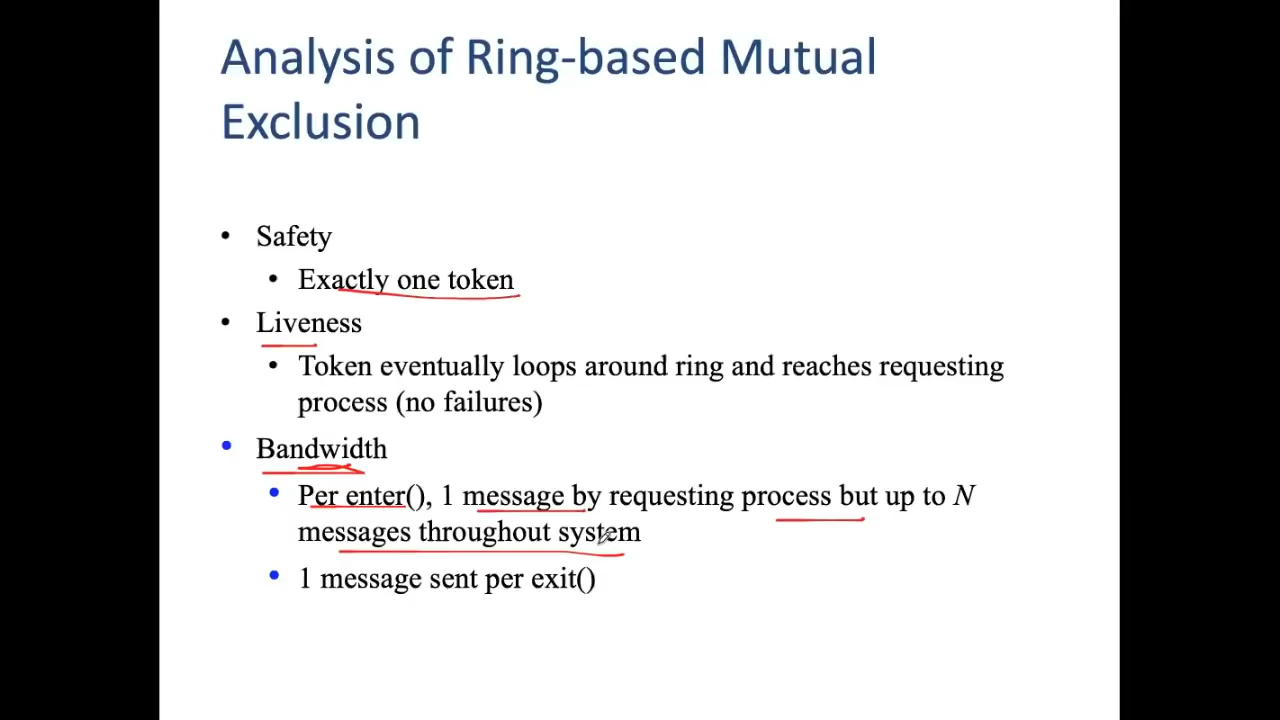 Analysis of Ring-based Mutual
Exclusion
• Safety
• Exactly one token
• Liveness
• Token eventually loops around ring and reaches requesting
process (no failures)
• Bandwidth
• Per enter(), 1 message by requesting process but up to N
messages throughout system
• 1 message sent per exit()